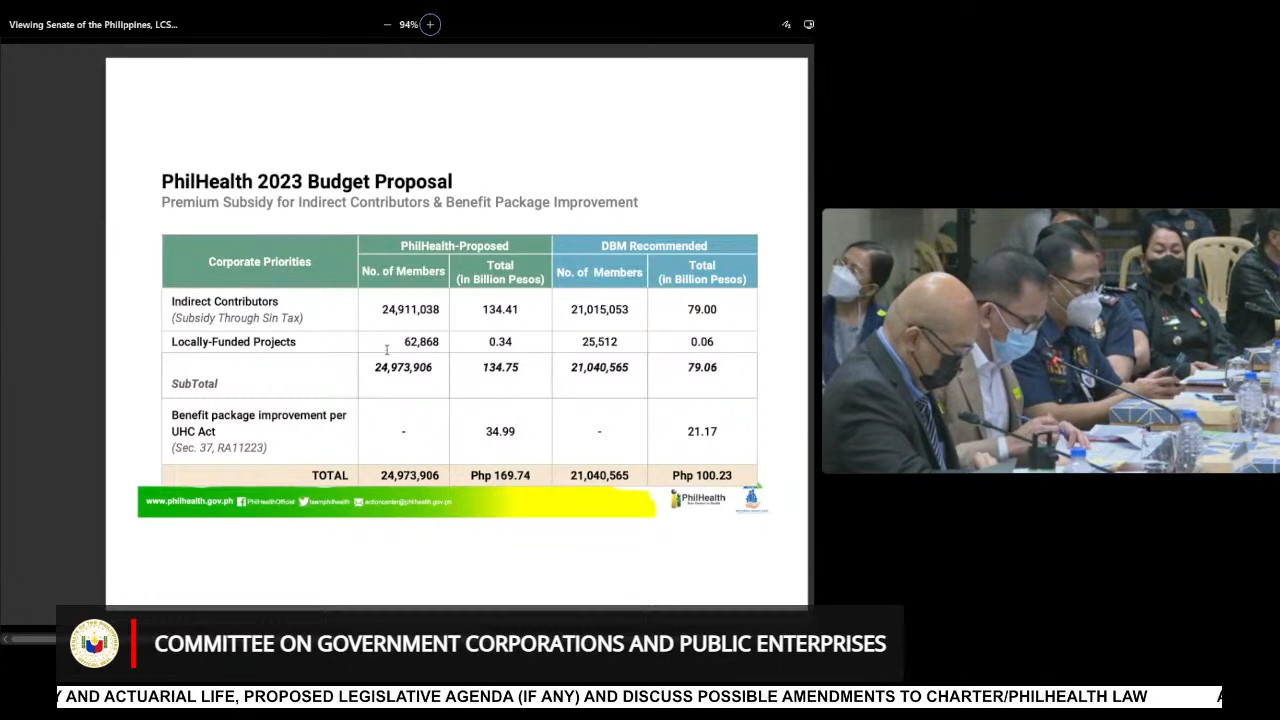 Viewing Senate of the Philippines, LCS...
94%
PhilHealth 2023 Budget Proposal
Premium Subsidy for Indirect Contributors & Benefit Package Improvement
Corporate Priorities
PhilHealth-Proposed
DBM Recommended
No. of Members
Total
(in Billion Pesos)
No. of Members
Total
(in Billion Pesos)
Indirect Contributors
(Subsidy Through Sin Tax)
24,911,038
134.41
21,015,053
79.00
Locally-Funded Projects
62,868
0.34
25,512
0.06
SubTotal
24,973,906
134.75
21,040,565
79.06
Benefit package improvement per
UHC Act
(Sec. 37, RA11223)
-
34.99
-
21.17
TOTAL
24,973,906
Php 169.74
21,040,565
Php 100.23
www.philhealth.gov.ph
PhilHealthOfficial
teamphilhealth
actioncenter@philhealth.gov.ph
PhilHealth
COMMITTEE ON GOVERNMENT CORPORATIONS AND PUBLIC ENTERPRISES
Y AND ACTUARIAL LIFE, PROPOSED LEGISLATIVE AGENDA (IF ANY) AND DISCUSS POSSIBLE AMENDMENTS TO CHARTER/PHILHEALTH LAW